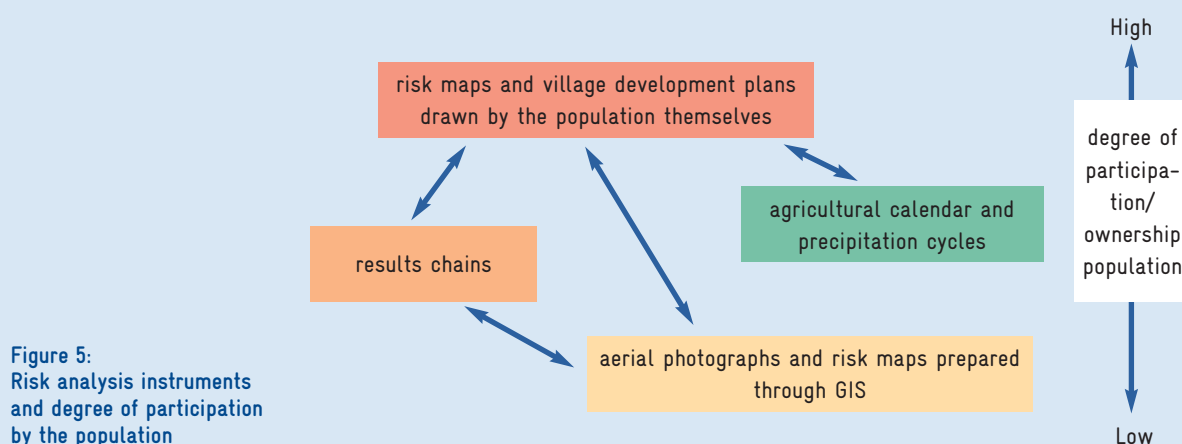 High
risk maps and village development plans
drawn by the population themselves
degree of
participa-
tion/
ownership
population
agricultural calendar and
precipitation cycles
results chains
aerial photographs and risk maps prepared
through GIS
Figure 5:
Risk analysis instruments
and degree of participation
by the population
Low